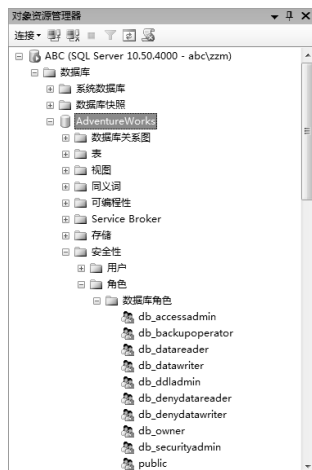 对象资源管理器
连接
ABC (SQL Server 10.50.4000 - abc\zzm)
数据库
系统数据库
数据库快照
AdventureWorks
数据库关系图
表
视图
同义词
可编程性
Service Broker
存储
安全性
用户
角色
数据库角色
db_accessadmin
db_backupoperator
db_datareader
db_datawriter
db_ddladmin
db_denydatareader
db_denydatawriter
db_owner
db_securityadmin
public